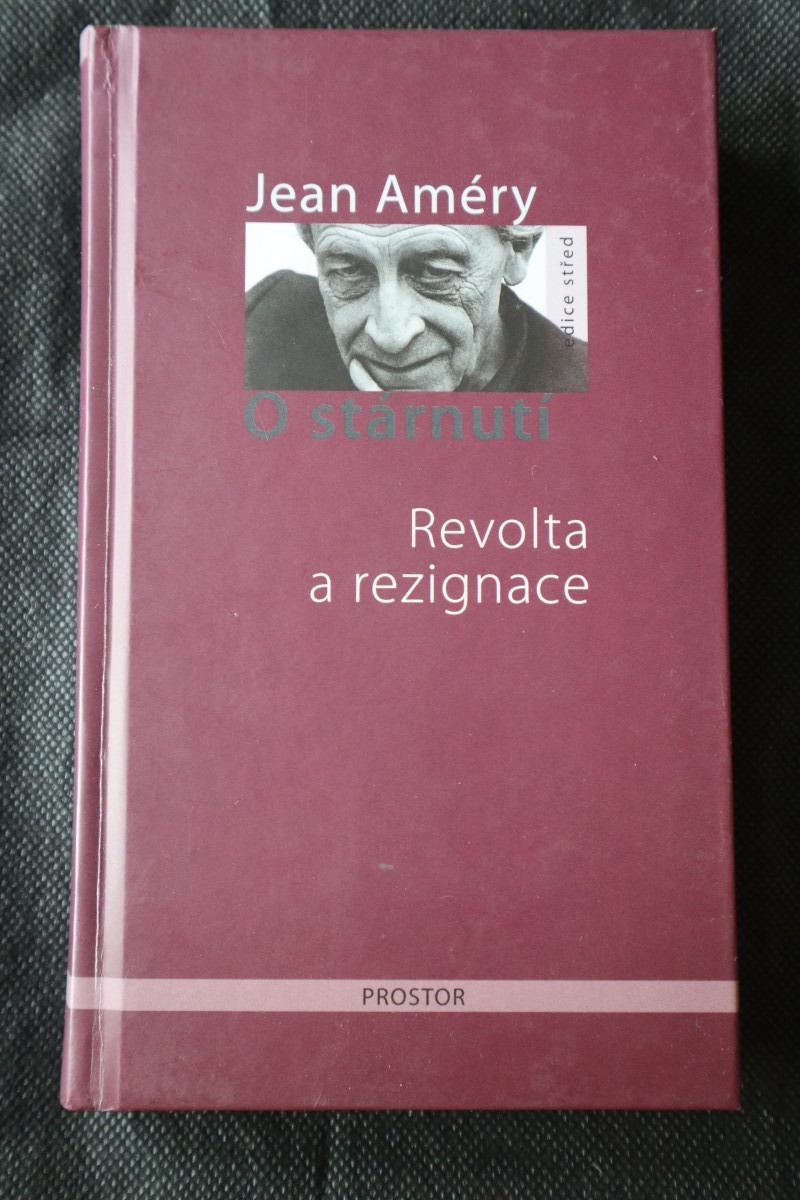 Jean Améry
edice střed
O stárnutí
Revolta
a rezignace
PROSTOR